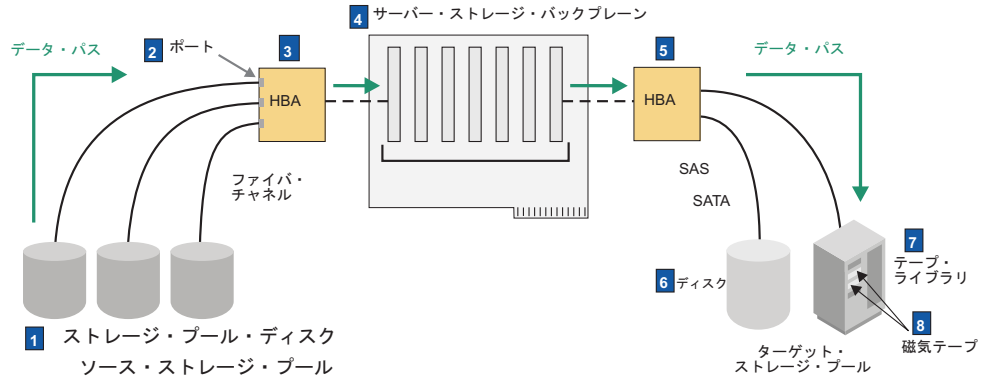 4 サーバー・ストレージ・バックプレーン
データ・パス
2 ポート
3
5
データ・パス
HBA
HBA
ファイバ・
チャネル
SAS
SATA
7
テープ・
ライブラリ
6 ディスク
8
磁気テープ
1 ストレージ・プール・ディスク
ソース・ストレージ・プール
ターゲット・
ストレージ・プール